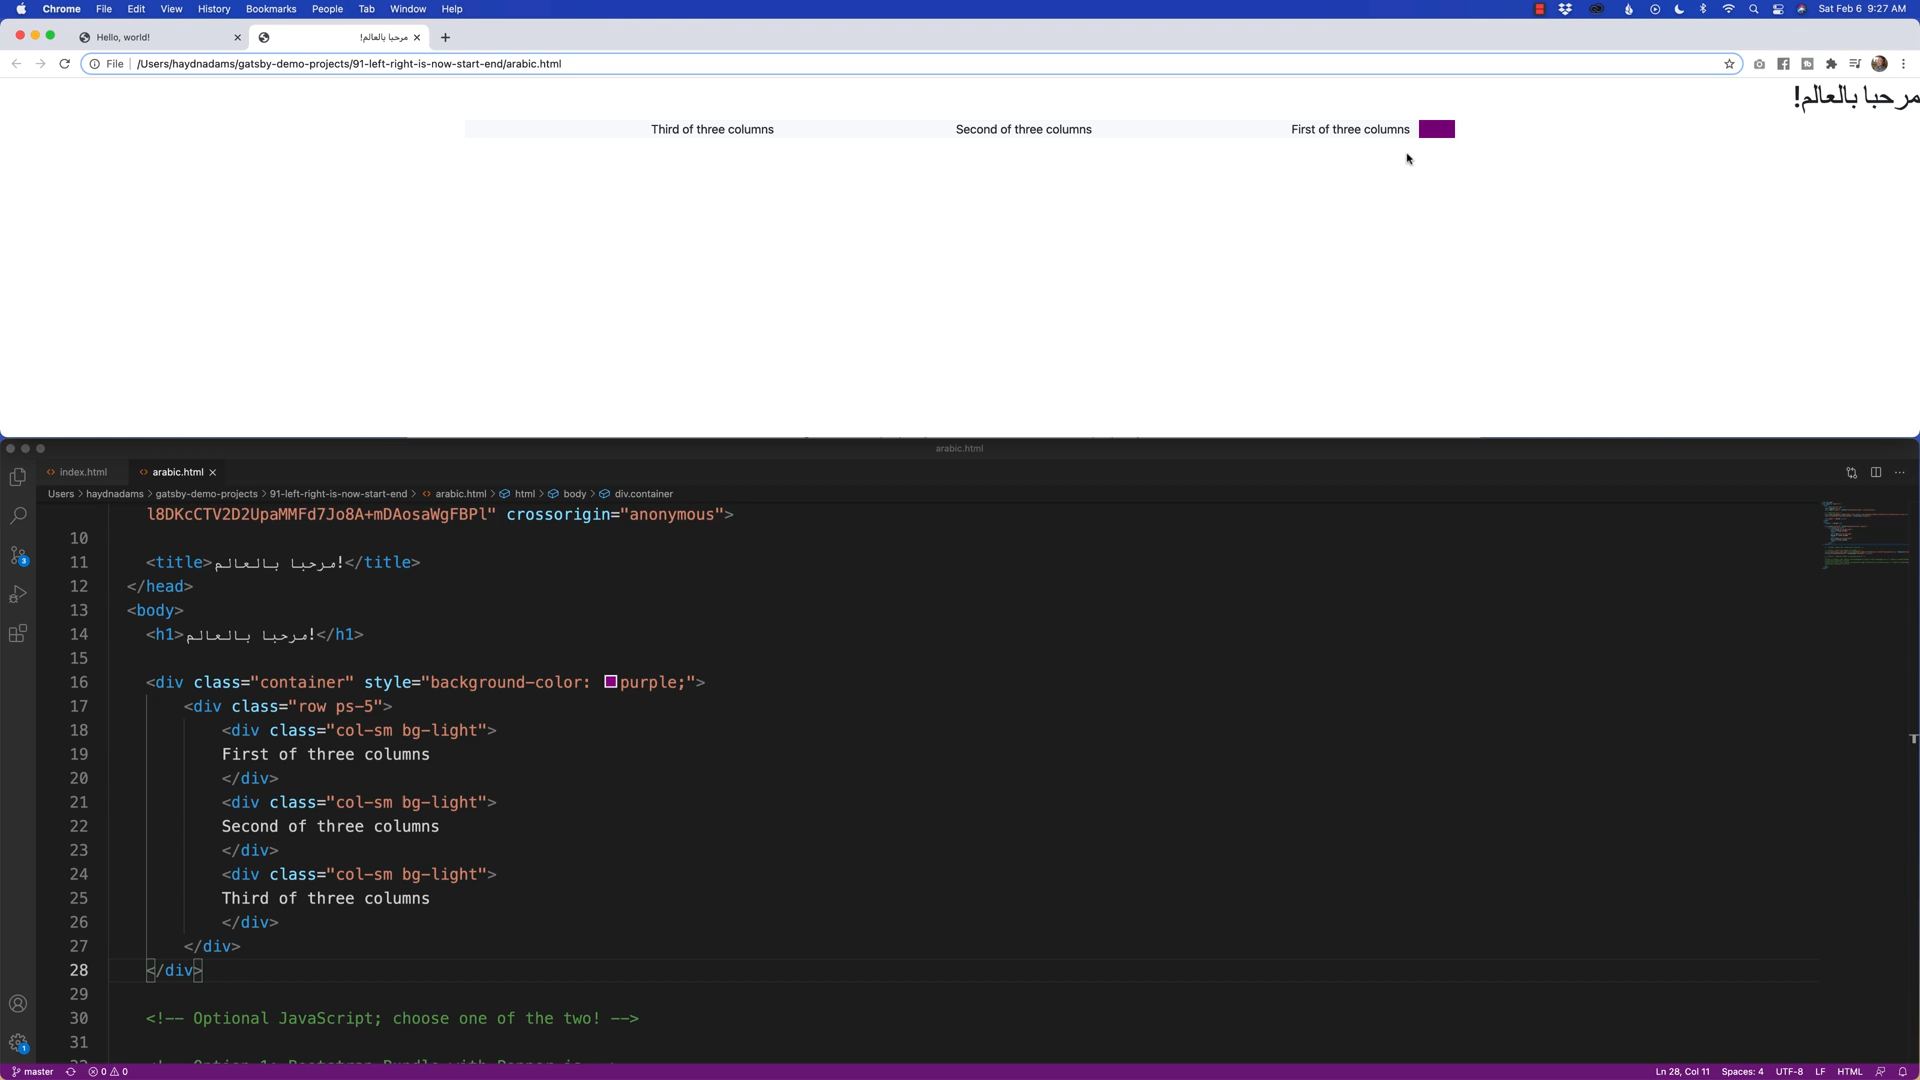 Chrome File Edit View History Bookmarks People Tab Window Help
Sat Feb 6 9:27 AM
Hello, world!
مرحبا بالعالم!
File /Users/haydnadams/gatsby-demo-projects/91-left-right-is-now-start-end/arabic.html
مرحبا بالعالم!
Third of three columns Second of three columns First of three columns
arabic.html
index.html arabic.html
Users > haydnadams > gatsby-demo-projects > 91-left-right-is-now-start-end > arabic.html > html > body > div.container
l8DKcCTV2D2UpaMMFd7Jo8A+mDAosaWgFBPl" crossorigin="anonymous">
10
11 <title>مرحبا بالعالم!</title>
12 </head>
13 <body>
14 <h1>مرحبا بالعالم!</h1>
15
16 <div class="container" style="background-color: purple;">
17 <div class="row ps-5">
18 <div class="col-sm bg-light">
19 First of three columns
20 </div>
21 <div class="col-sm bg-light">
22 Second of three columns
23 </div>
24 <div class="col-sm bg-light">
25 Third of three columns
26 </div>
27 </div>
28 </div>
29
30 <!-- Optional JavaScript; choose one of the two! -->
31
master 0 0 Ln 28, Col 11 Spaces: 4 UTF-8 LF HTML